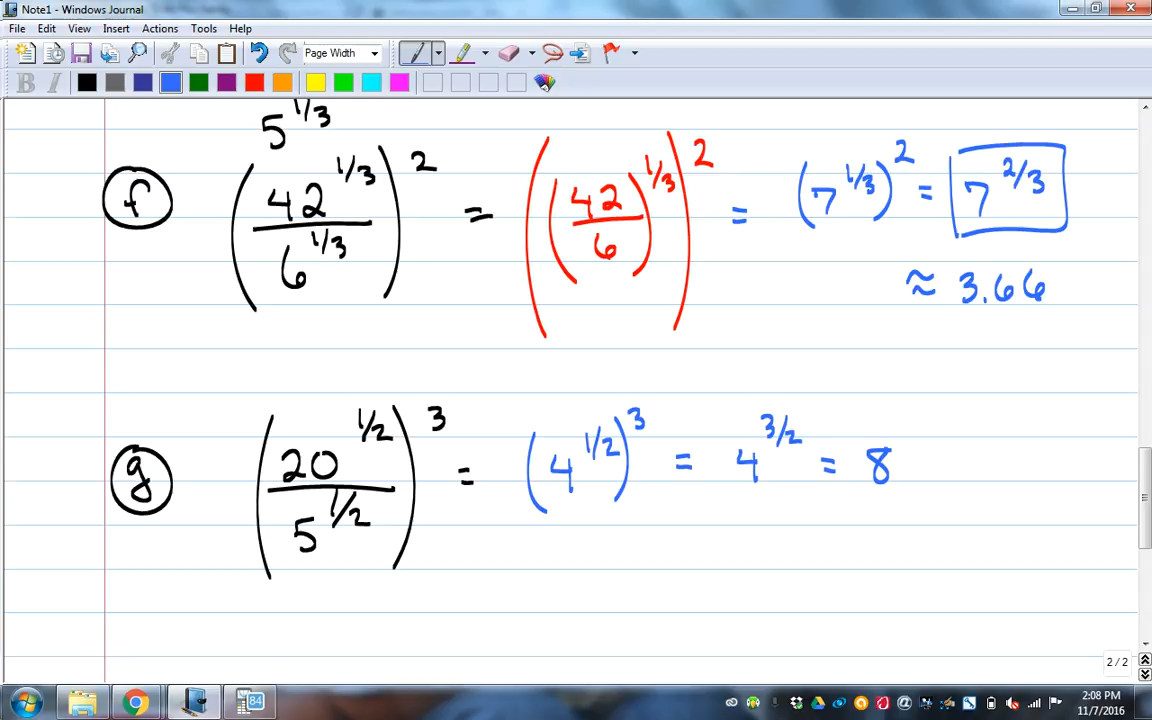 Note1 - Windows Journal
File Edit View Insert Actions Tools Help
Page Width
B I
5^{1/3}
f (42^{1/3} / 6^{1/3})^2 = ((42/6)^{1/3})^2 = (7^{1/3})^2 = 7^{2/3}
≈ 3.66
g (20^{1/2} / 5^{1/2})^3 = (4^{1/2})^3 = 4^{3/2} = 8
2 / 2
84
2:08 PM
11/7/2016